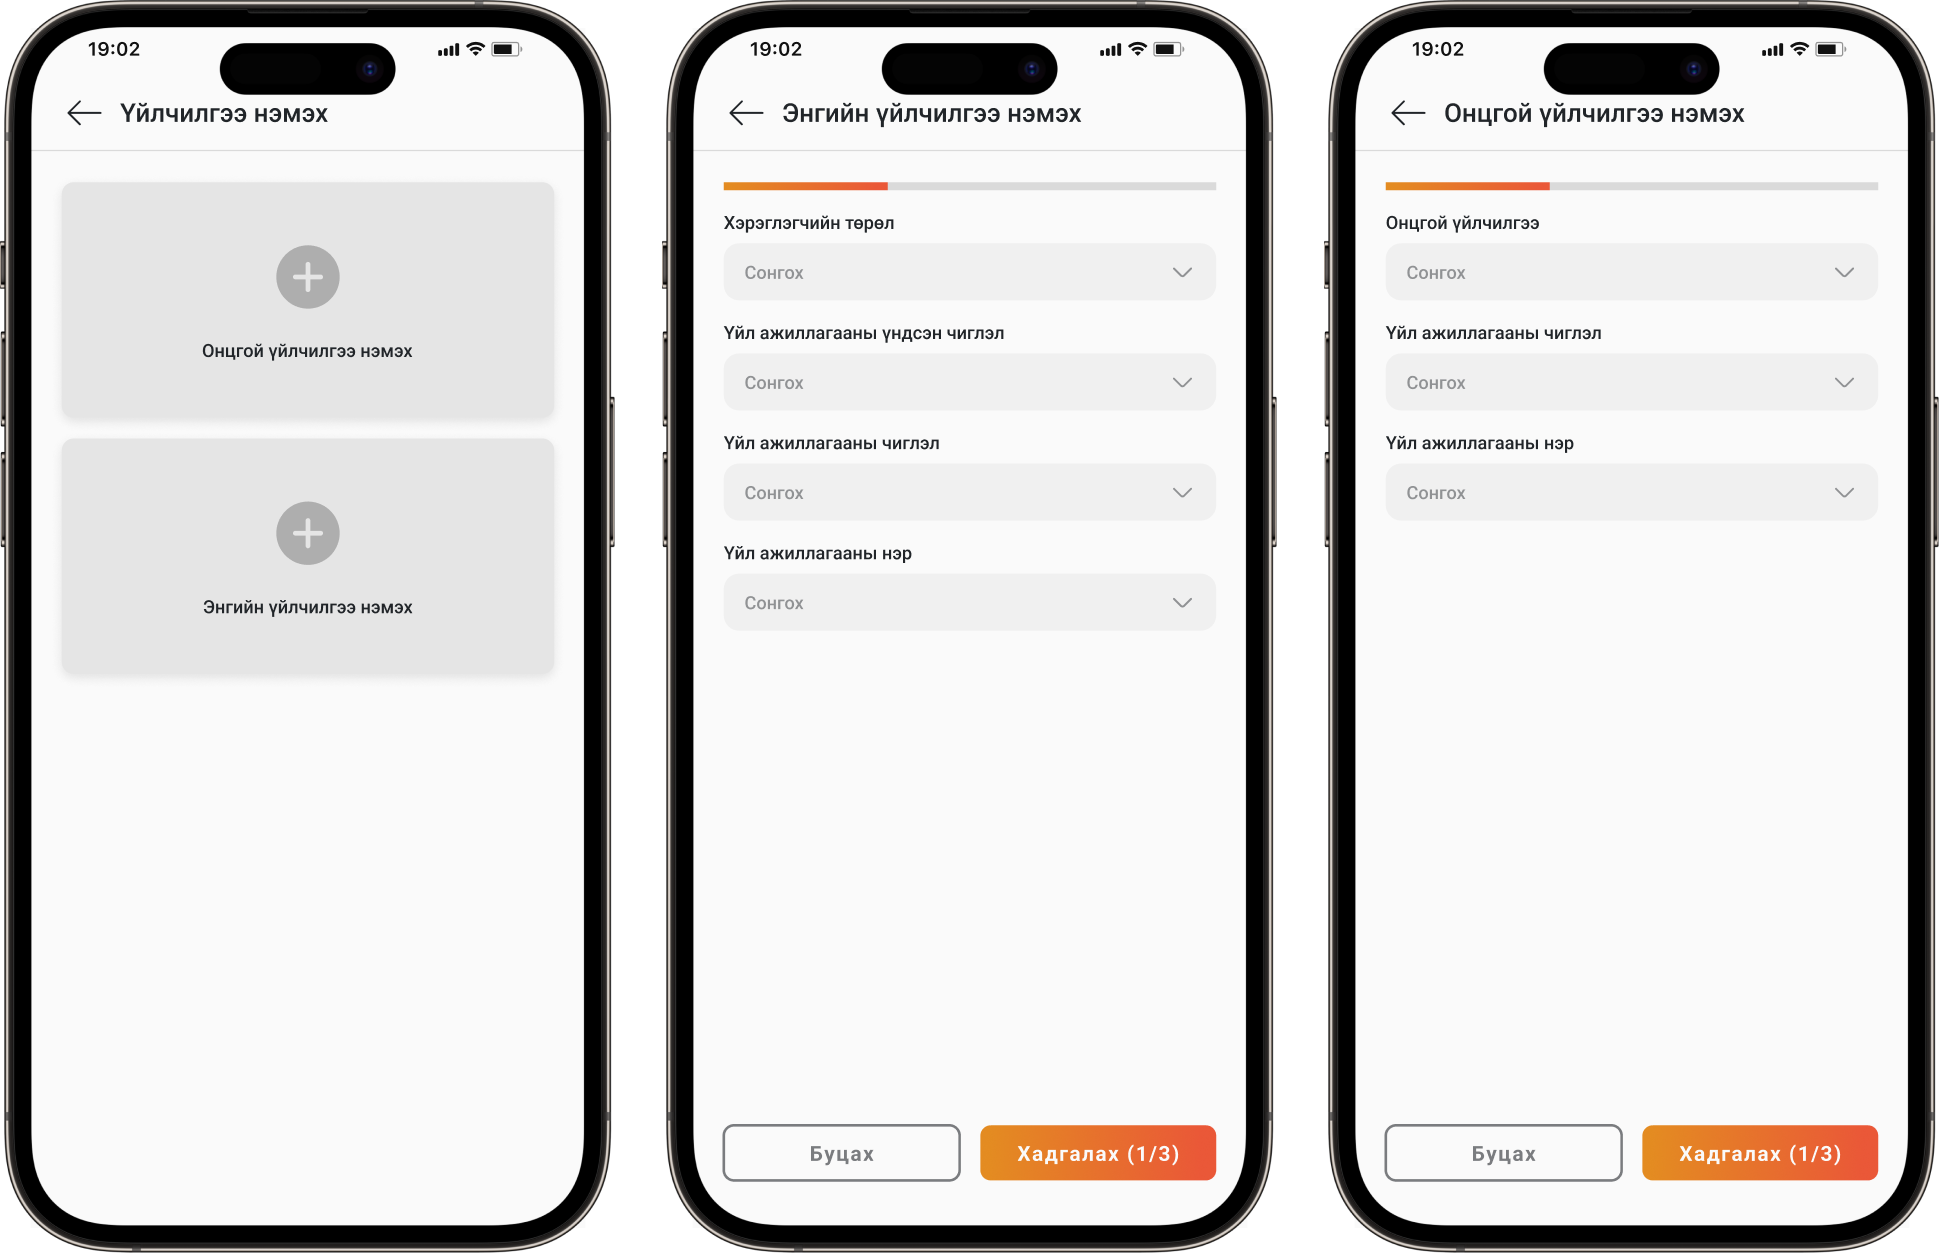 19:02
Үйлчилгээ нэмэх
Онцгой үйлчилгээ нэмэх
Энгийн үйлчилгээ нэмэх
19:02
Энгийн үйлчилгээ нэмэх
Хэрэглэгчийн төрөл
Сонгох
Үйл ажиллагааны үндсэн чиглэл
Сонгох
Үйл ажиллагааны чиглэл
Сонгох
Үйл ажиллагааны нэр
Сонгох
Буцах
Хадгалах (1/3)
19:02
Онцгой үйлчилгээ нэмэх
Онцгой үйлчилгээ
Сонгох
Үйл ажиллагааны чиглэл
Сонгох
Үйл ажиллагааны нэр
Сонгох
Буцах
Хадгалах (1/3)